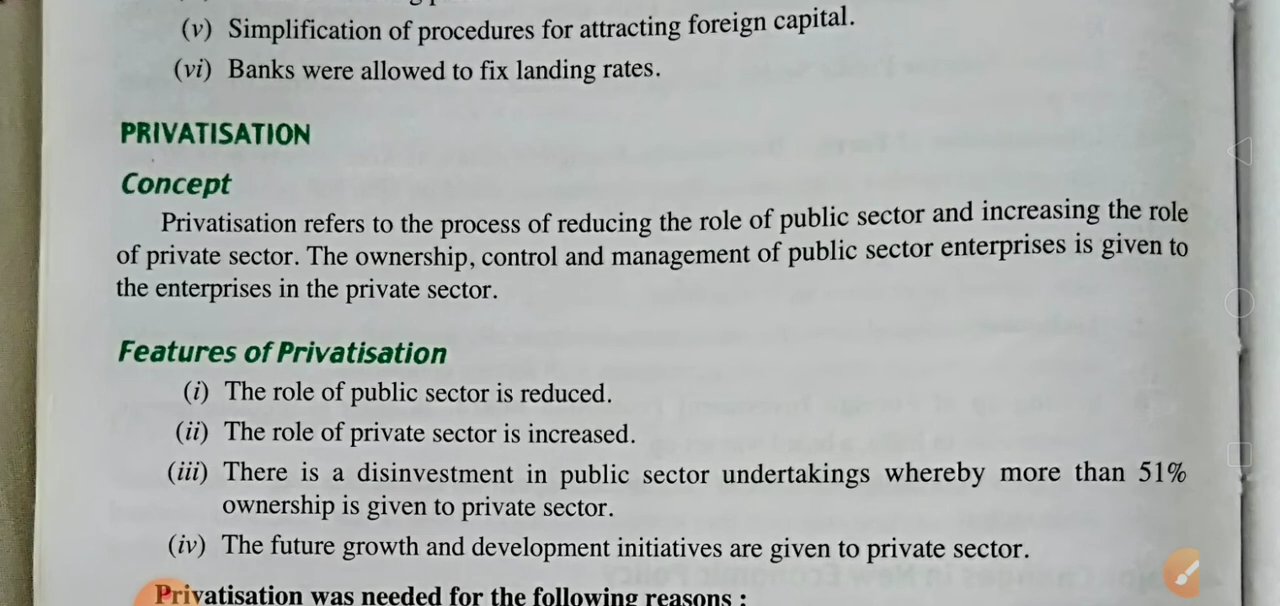 (v) Simplification of procedures for attracting foreign capital.
(vi) Banks were allowed to fix landing rates.
PRIVATISATION
Concept
Privatisation refers to the process of reducing the role of public sector and increasing the role
of private sector. The ownership, control and management of public sector enterprises is given to
the enterprises in the private sector.
Features of Privatisation
(i) The role of public sector is reduced.
(ii) The role of private sector is increased.
(iii) There is a disinvestment in public sector undertakings whereby more than 51%
ownership is given to private sector.
(iv) The future growth and development initiatives are given to private sector.
Privatisation was needed for the following reasons :